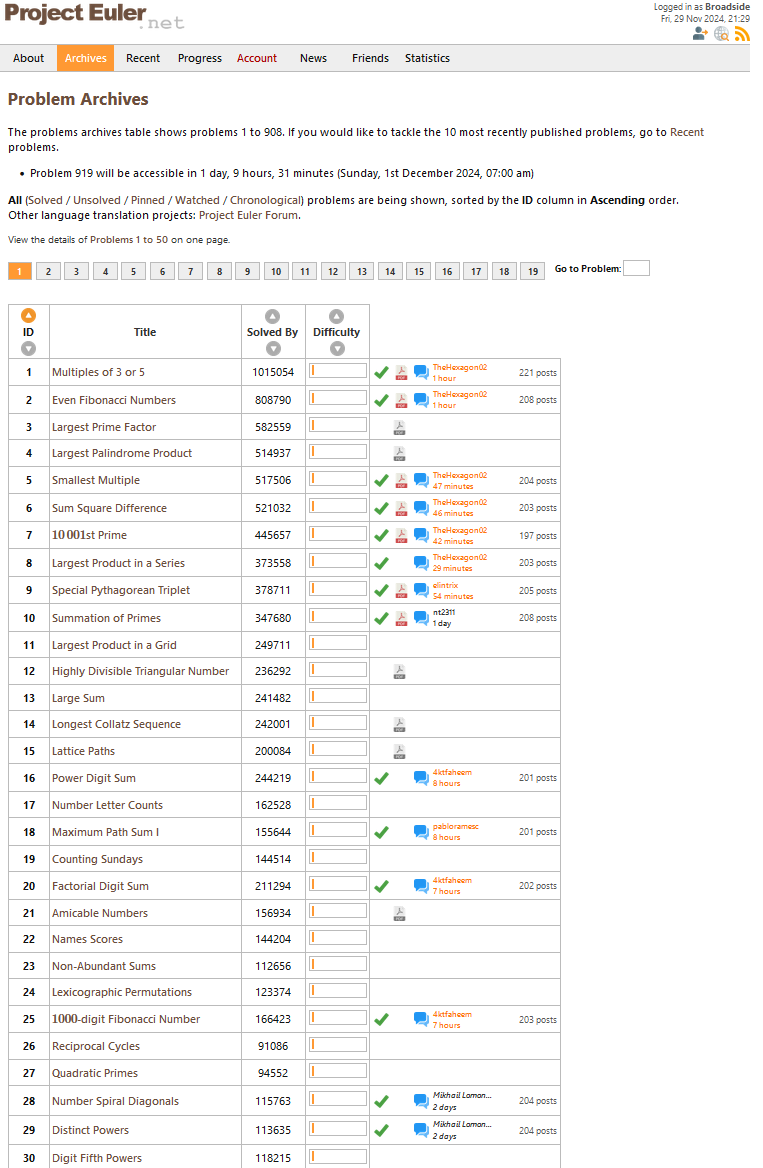 Project Euler
.net
Logged in as Broadside
Fri, 29 Nov 2024, 21:29
About Archives Recent Progress Account News Friends Statistics
Problem Archives
The problems archives table shows problems 1 to 908. If you would like to tackle the 10 most recently published problems, go to Recent
problems.
• Problem 919 will be accessible in 1 day, 9 hours, 31 minutes (Sunday, 1st December 2024, 07:00 am)
All (Solved / Unsolved / Pinned / Watched / Chronological) problems are being shown, sorted by the ID column in Ascending order.
Other language translation projects: Project Euler Forum.
View the details of Problems 1 to 50 on one page.
1 2 3 4 5 6 7 8 9 10 11 12 13 14 15 16 17 18 19 Go to Problem:
ID Title Solved By Difficulty
1 Multiples of 3 or 5 1015054 PDF TheHexagon02 1 hour 221 posts
2 Even Fibonacci Numbers 808790 PDF TheHexagon02 1 hour 208 posts
3 Largest Prime Factor 582559 PDF
4 Largest Palindrome Product 514937 PDF
5 Smallest Multiple 517506 PDF TheHexagon02 47 minutes 204 posts
6 Sum Square Difference 521032 PDF TheHexagon02 46 minutes 203 posts
7 10 001st Prime 445657 PDF TheHexagon02 42 minutes 197 posts
8 Largest Product in a Series 373558 TheHexagon02 29 minutes 203 posts
9 Special Pythagorean Triplet 378711 PDF elintrix 54 minutes 205 posts
10 Summation of Primes 347680 PDF nt2311 1 day 208 posts
11 Largest Product in a Grid 249711
12 Highly Divisible Triangular Number 236292 PDF
13 Large Sum 241482
14 Longest Collatz Sequence 242001 PDF
15 Lattice Paths 200084 PDF
16 Power Digit Sum 244219 4ktfaheem 8 hours 201 posts
17 Number Letter Counts 162528
18 Maximum Path Sum I 155644 pabloramesc 8 hours 201 posts
19 Counting Sundays 144514
20 Factorial Digit Sum 211294 4ktfaheem 7 hours 202 posts
21 Amicable Numbers 156934 PDF
22 Names Scores 144204
23 Non-Abundant Sums 112656
24 Lexicographic Permutations 123374
25 1000-digit Fibonacci Number 166423 4ktfaheem 7 hours 203 posts
26 Reciprocal Cycles 91086
27 Quadratic Primes 94552
28 Number Spiral Diagonals 115763 Mikhail Lomon... 2 days 204 posts
29 Distinct Powers 113635 Mikhail Lomon... 2 days 204 posts
30 Digit Fifth Powers 118215